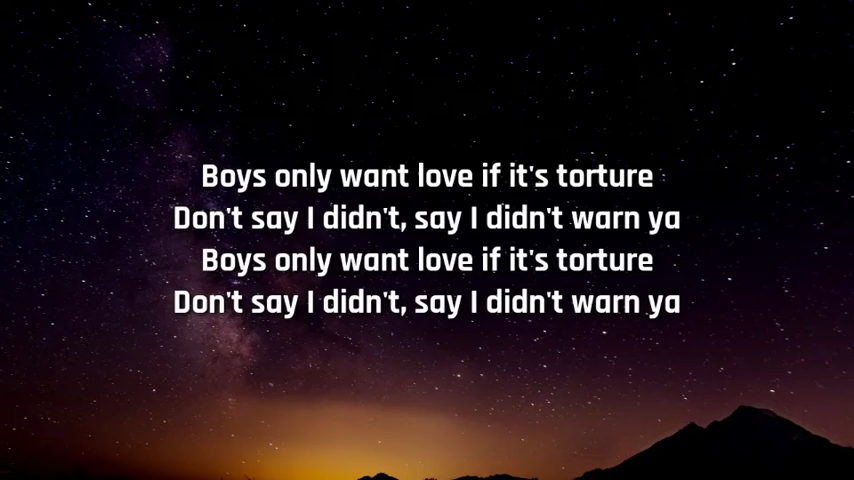 Boys only want love if it's torture
Don't say I didn't, say I didn't warn ya
Boys only want love if it's torture
Don't say I didn't, say I didn't warn ya